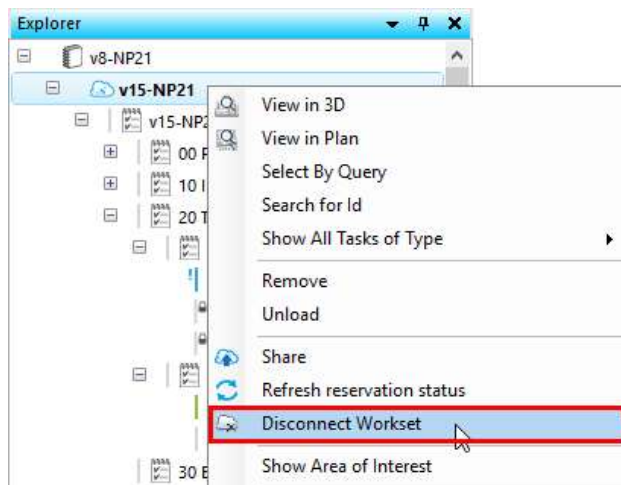 Explorer
v8-NP21
v15-NP21
v15-NP2
00
10
20
30
View in 3D
View in Plan
Select By Query
Search for Id
Show All Tasks of Type
Remove
Unload
Share
Refresh reservation status
Disconnect Workset
Show Area of Interest